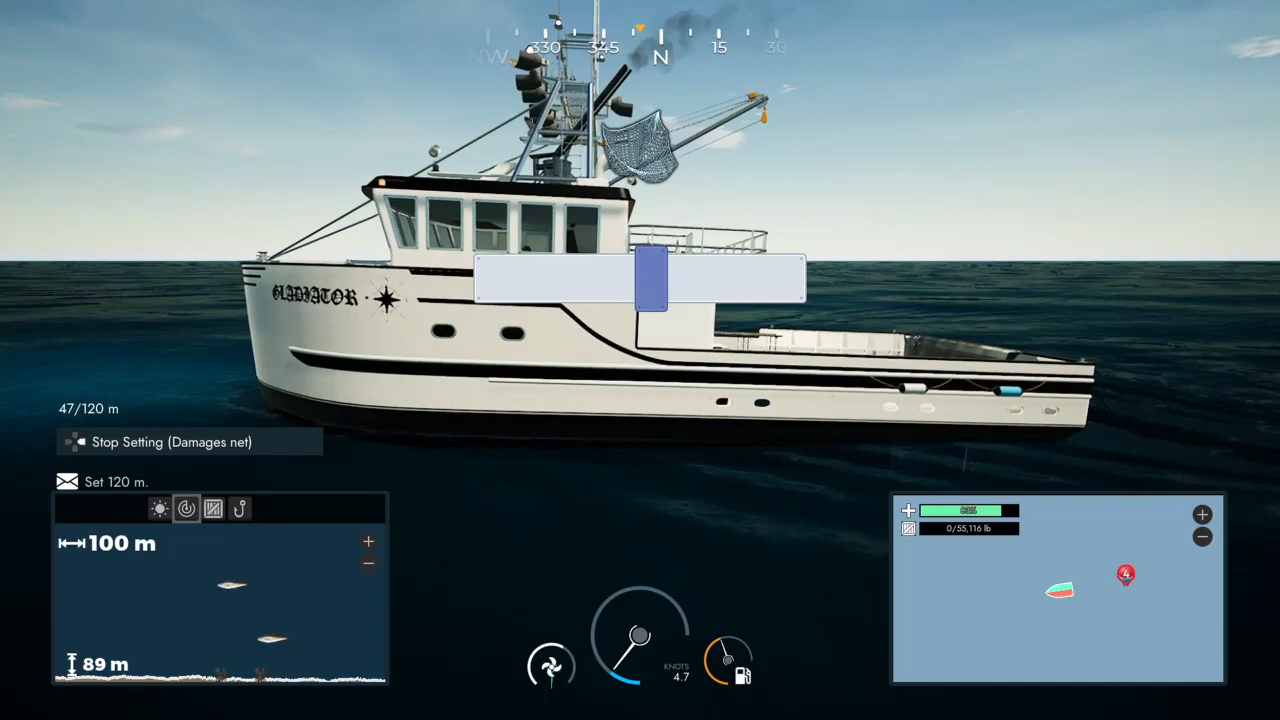 NW 330 345 N 15 30
GLADIATOR
47/120 m
Stop Setting (Damages net)
Set 120 m.
100 m
89 m
KNOTS
4.7
0/55,116 lb
4